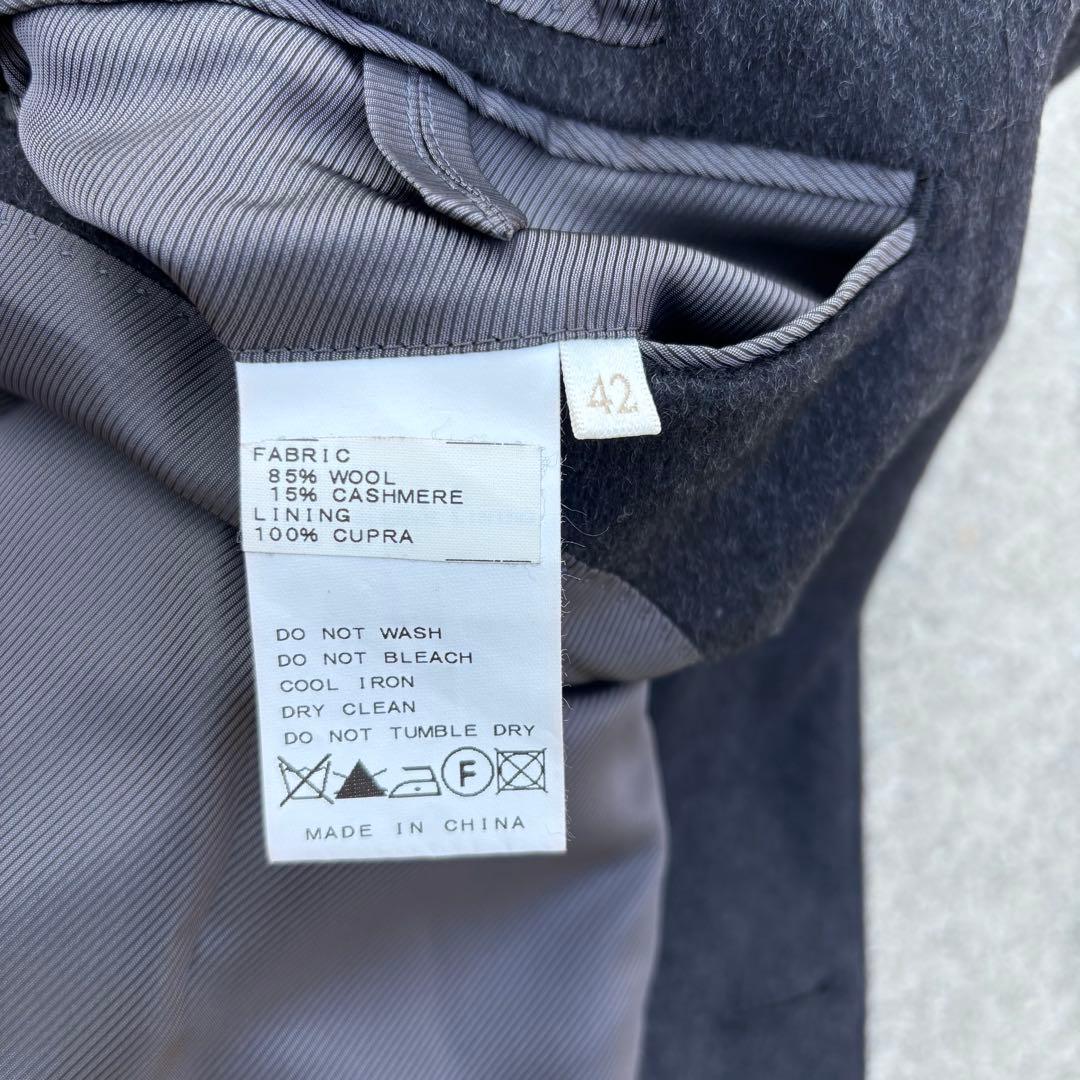 42
FABRIC
85% WOOL
15% CASHMERE
LINING
100% CUPRA
DO NOT WASH
DO NOT BLEACH
COOL IRON
DRY CLEAN
DO NOT TUMBLE DRY
F
MADE IN CHINA